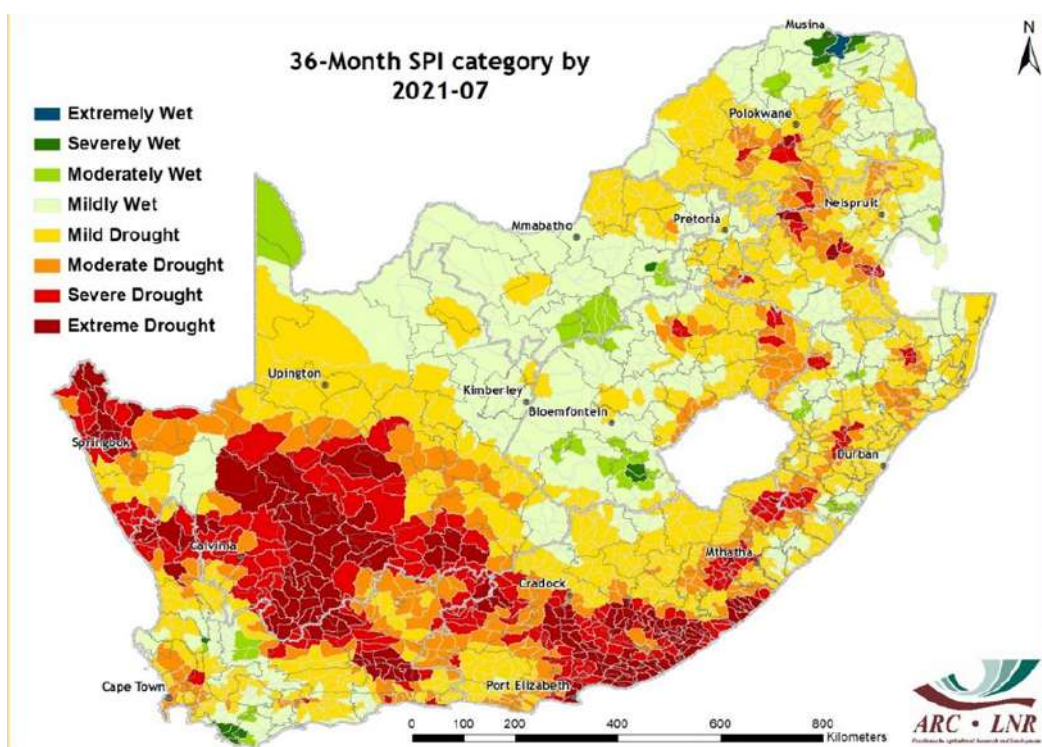 36-Month SPI category by
2021-07
N
Extremely Wet
Severely Wet
Moderately Wet
Mildly Wet
Mild Drought
Moderate Drought
Severe Drought
Extreme Drought
Musina
Polokwane
Nelspruit
Pretoria
Mmabatho
Upington
Kimberley
Bloemfontein
Springbok
Durban
Calvinia
Mthatha
Cradock
Cape Town
Port Elizabeth
0 100 200 400 600 800
Kilometers
ARC • LNR